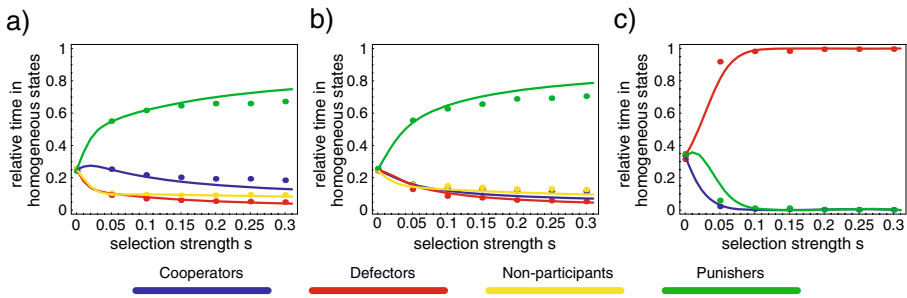 a)
b)
c)
relative time in
homogeneous states
1
0.8
0.6
0.4
0.2
0
0 0.05 0.1 0.15 0.2 0.25 0.3
selection strength s
relative time in
homogeneous states
1
0.8
0.6
0.4
0.2
0
0 0.05 0.1 0.15 0.2 0.25 0.3
selection strength s
relative time in
homogeneous states
1
0.8
0.6
0.4
0.2
0
0 0.05 0.1 0.15 0.2 0.25 0.3
selection strength s
Cooperators
Defectors
Non-participants
Punishers